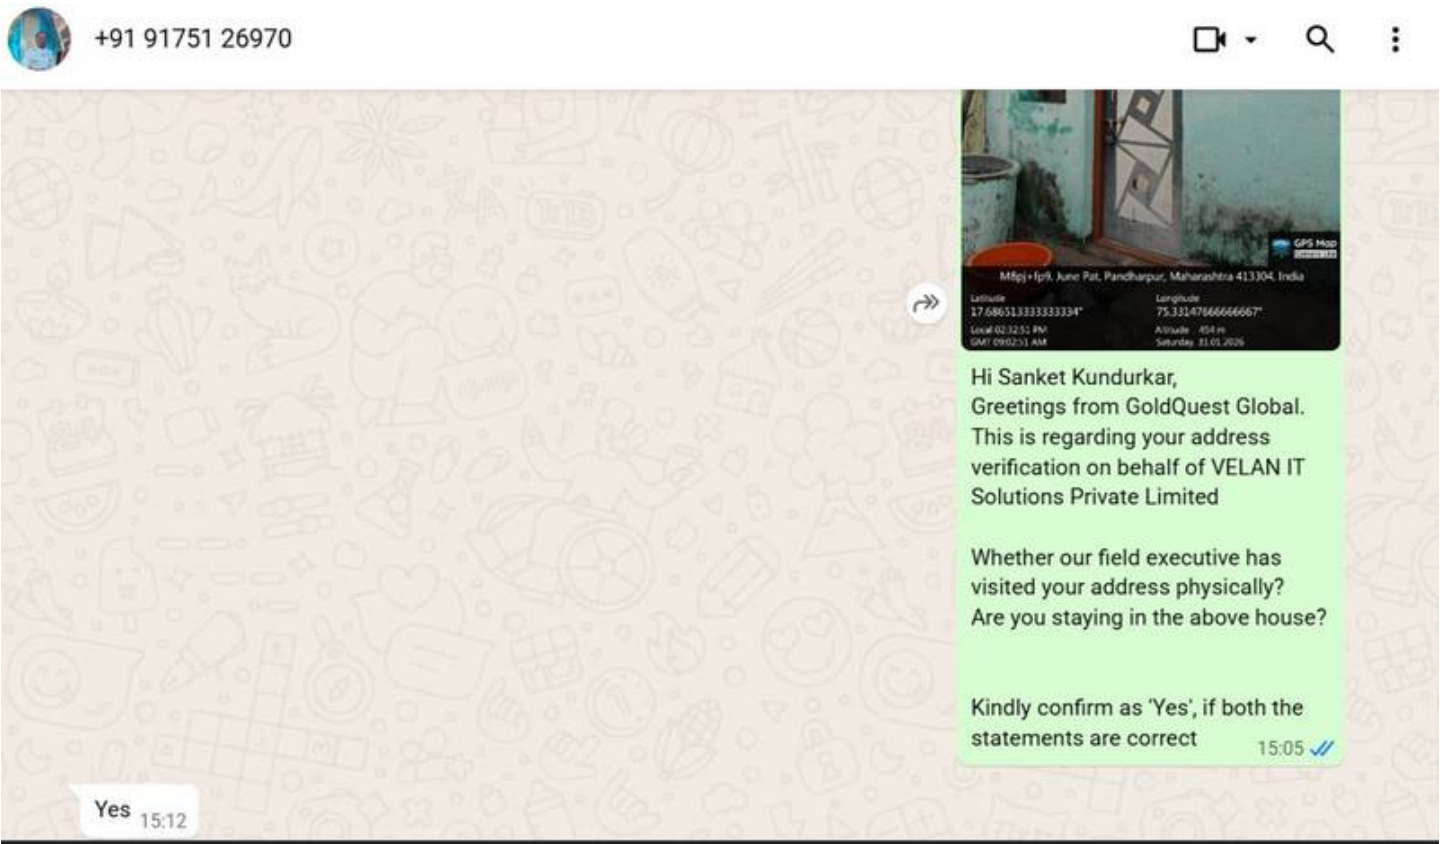 +91 91751 26970
GPS Map
M8pj+fp9, June Pat, Pandharpur, Maharashtra 413304, India
Latitude
Longitude
17.686513333333334°
75.33147666666667°
Local 02:32:51 PM
Altitude 454 m
GMT 09:02:51 AM
Saturday, 31.01.2026
Hi Sanket Kundurkar,
Greetings from GoldQuest Global.
This is regarding your address
verification on behalf of VELAN IT
Solutions Private Limited
Whether our field executive has
visited your address physically?
Are you staying in the above house?
Kindly confirm as 'Yes', if both the
statements are correct
15:05
Yes
15:12